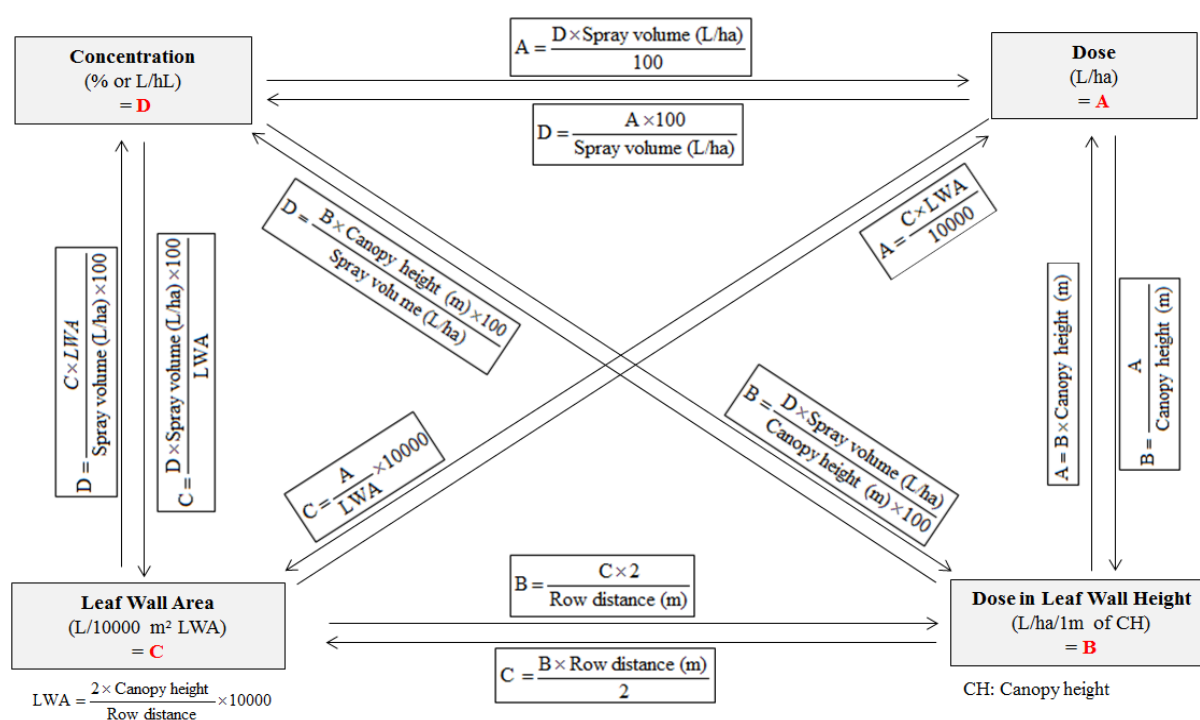 Concentration
(% or L/hL)
= D
A = D × Spray volume (L/ha) / 100
D = A × 100 / Spray volume (L/ha)
Dose
(L/ha)
= A
D = B × Canopy height (m) × 100 / Spray volu me (L/ha)
A = C × LWA / 10000
D = C × LWA / Spray volume (L/ha) × 100
C = D × Spray volume (L/ha) × 100 / LWA
A = B × Canopy height (m)
B = A / Canopy height (m)
C = A / LWA × 10000
B = D × Spray volume (L/ha) / Canopy height (m) × 100
Leaf Wall Area
(L/10000 m² LWA)
= C
B = C × 2 / Row distance (m)
C = B × Row distance (m) / 2
Dose in Leaf Wall Height
(L/ha/1m of CH)
= B
LWA = 2 × Canopy height / Row distance × 10000
CH: Canopy height